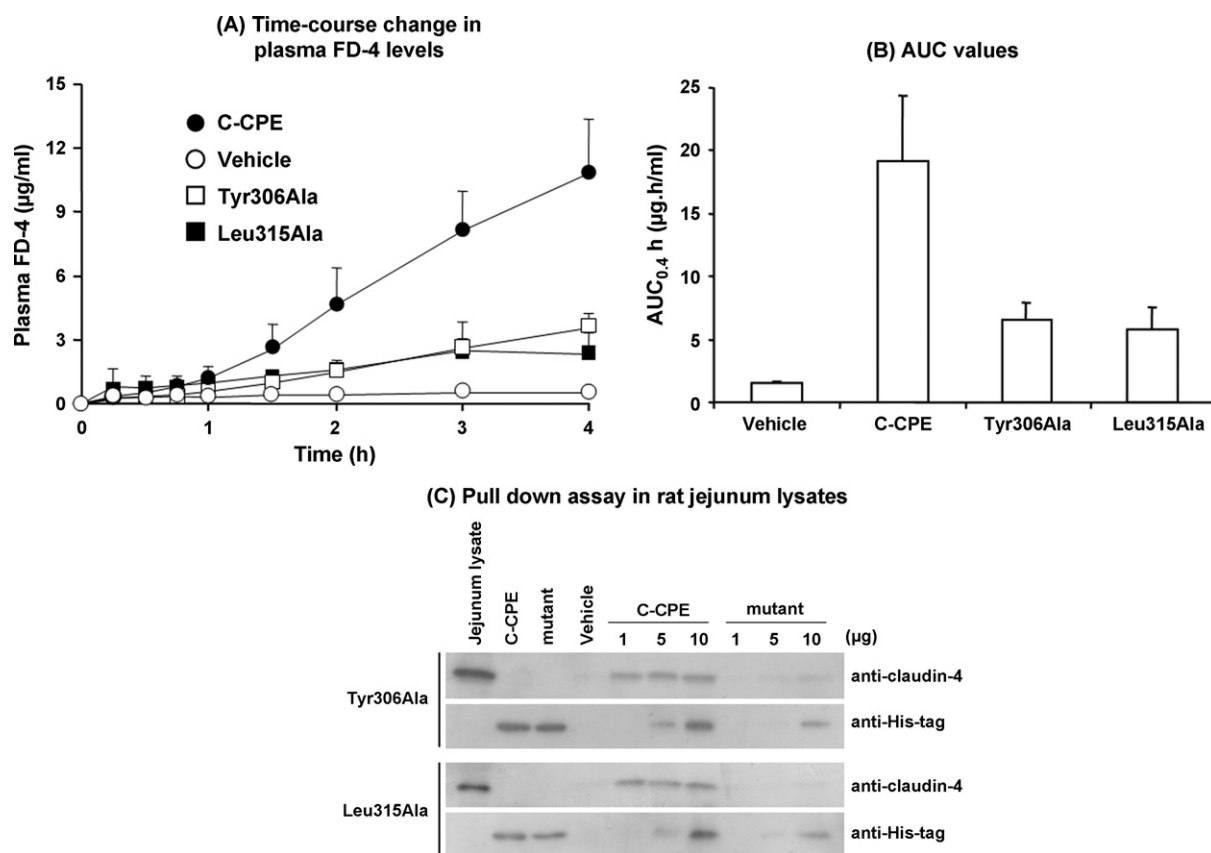 (A) Time-course change in
plasma FD-4 levels
15
12
9
6
3
0
Plasma FD-4 (µg/ml)
C-CPE
Vehicle
Tyr306Ala
Leu315Ala
0 1 2 3 4
Time (h)
(B) AUC values
25
20
15
10
5
0
AUC0.4 h (µg.h/ml)
Vehicle C-CPE Tyr306Ala Leu315Ala
(C) Pull down assay in rat jejunum lysates
Jejunum lysate
C-CPE
mutant
Vehicle
C-CPE mutant
1 5 10 1 5 10 (µg)
Tyr306Ala
anti-claudin-4
anti-His-tag
Leu315Ala
anti-claudin-4
anti-His-tag